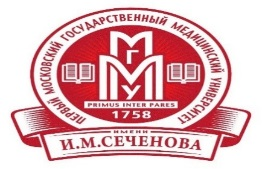 ПЕРВЫЙ МОСКОВСКИЙ ГОСУДАРСТВЕННЫЙ МЕДИЦИНСКИЙ УНИВЕРСИТЕТ
МГМУ
PRIMUS INTER PARES
1758
ИМЕНИ
И.М.СЕЧЕНОВА